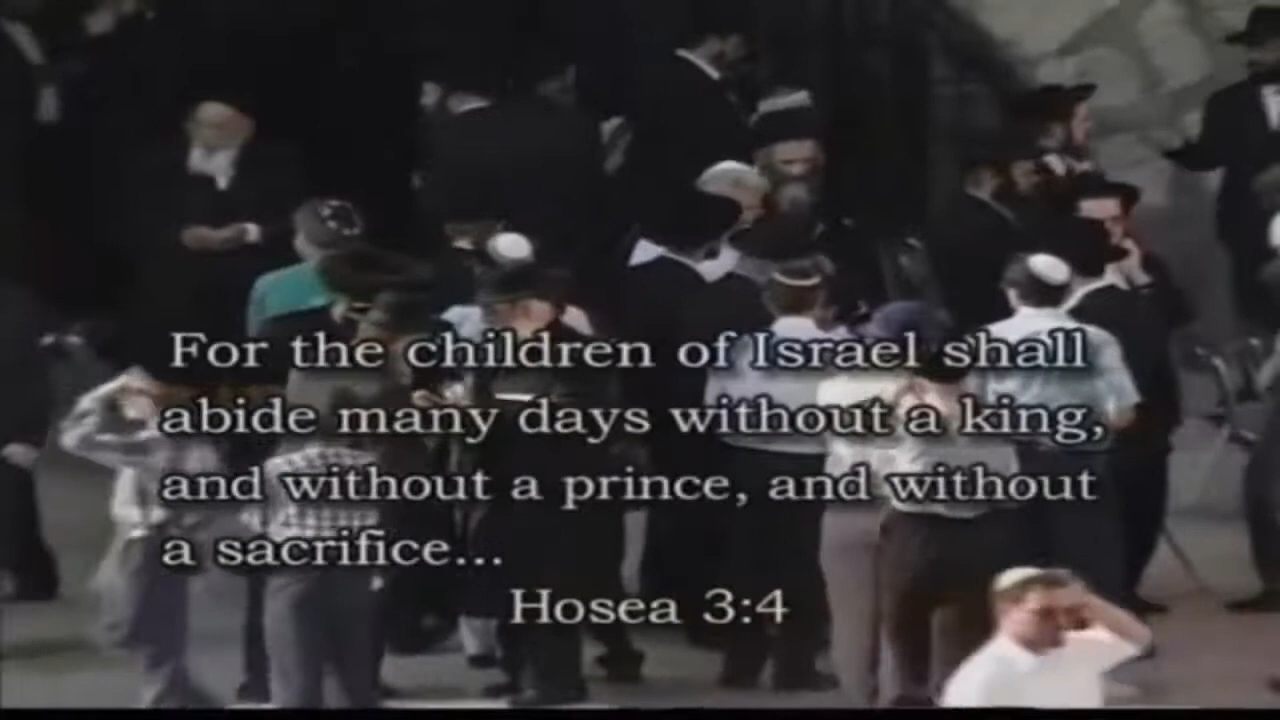 For the children of Israel shall
abide many days without a king,
and without a prince, and without
a sacrifice...
Hosea 3:4